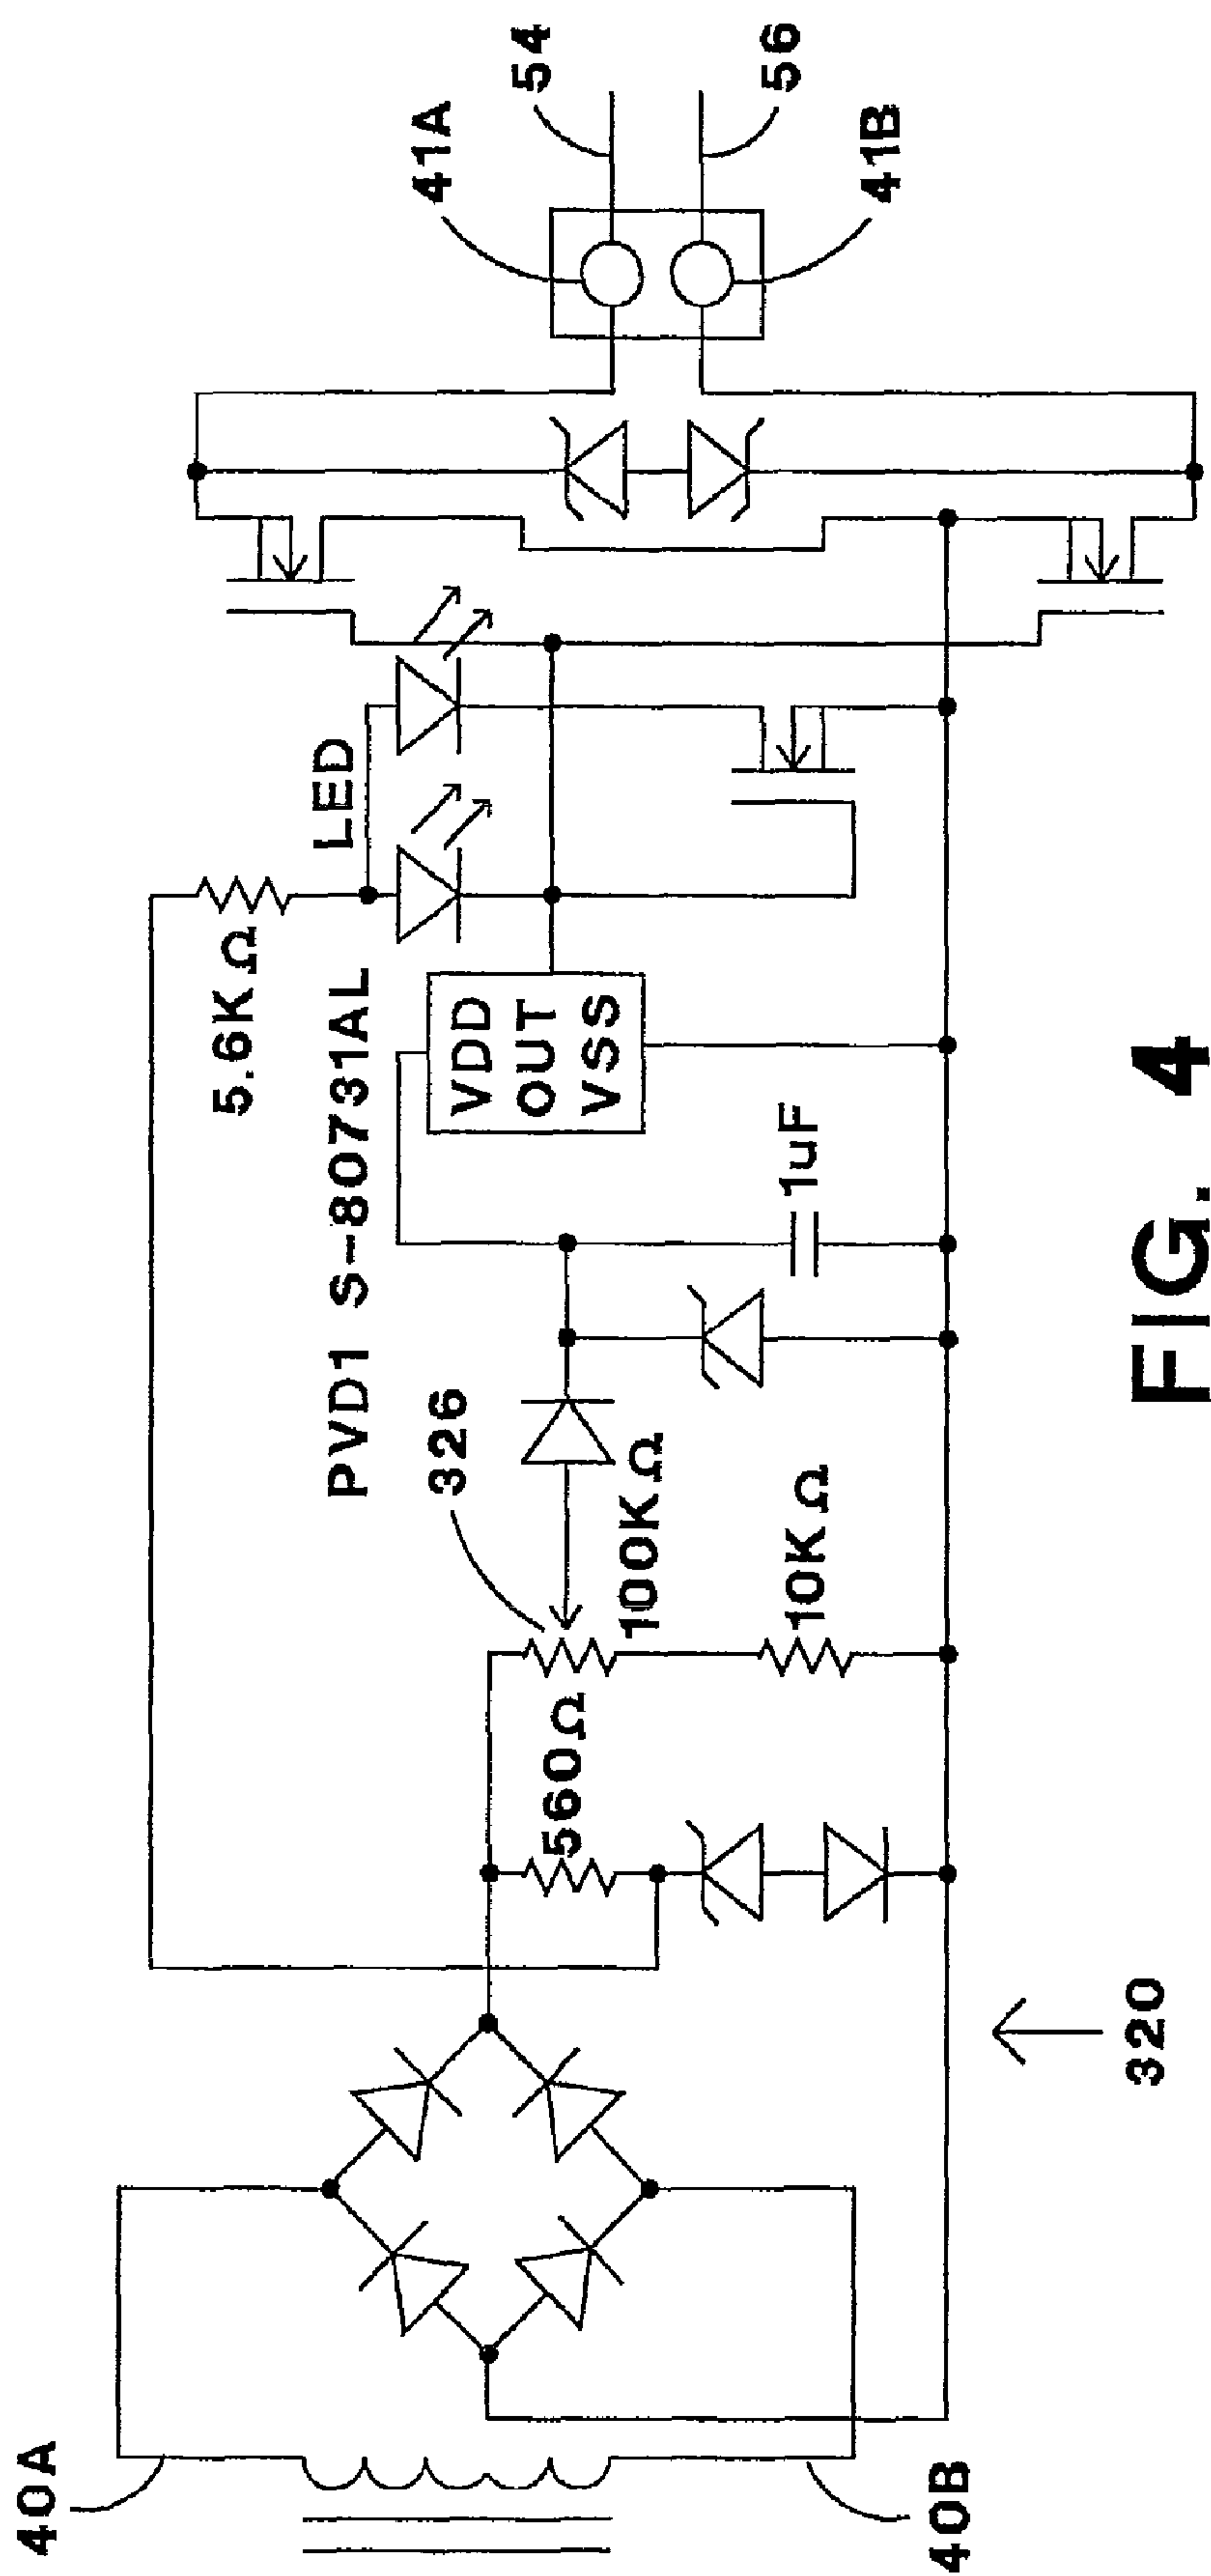 40A
40B
320
560Ω
326
100KΩ
10KΩ
PVD1 S-80731AL
1uF
5.6KΩ
VDD
OUT
VSS
LED
41A
54
56
41B
FIG. 4